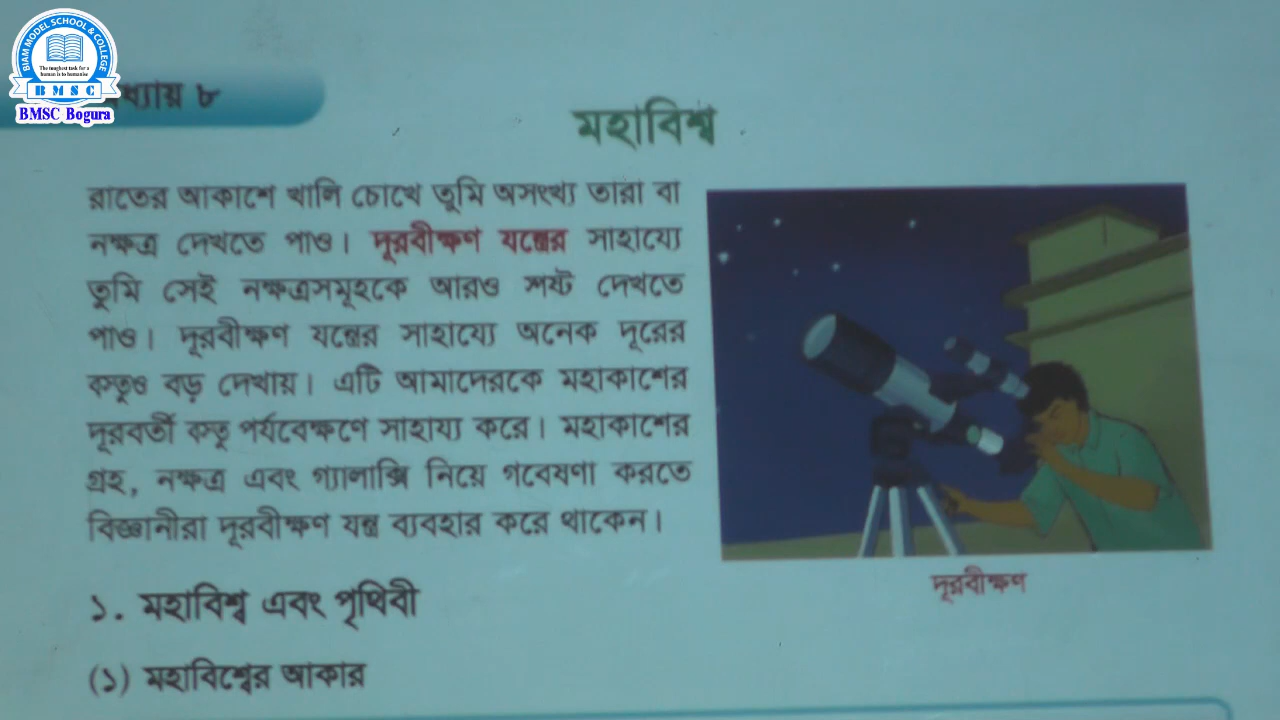 BIAM MODEL SCHOOL & COLLEGE
The toughest task for a
human is to humanise
BMSC
BMSC Bogura
৮
মহাবিশ্ব
রাতের আকাশে খালি চোখে তুমি অসংখ্য তারা বা
নক্ষত্র দেখতে পাও। দূরবীক্ষণ যন্ত্রের সাহায্যে
তুমি সেই নক্ষত্রসমূহকে আরও স্পষ্ট দেখতে
পাও। দূরবীক্ষণ যন্ত্রের সাহায্যে অনেক দূরের
বস্তুও বড় দেখায়। এটি আমাদেরকে মহাকাশের
দূরবর্তী বস্তু পর্যবেক্ষণে সাহায্য করে। মহাকাশের
গ্রহ, নক্ষত্র এবং গ্যালাক্সি নিয়ে গবেষণা করতে
বিজ্ঞানীরা দূরবীক্ষণ যন্ত্র ব্যবহার করে থাকেন।
দূরবীক্ষণ
১. মহাবিশ্ব এবং পৃথিবী
(১) মহাবিশ্বের আকার